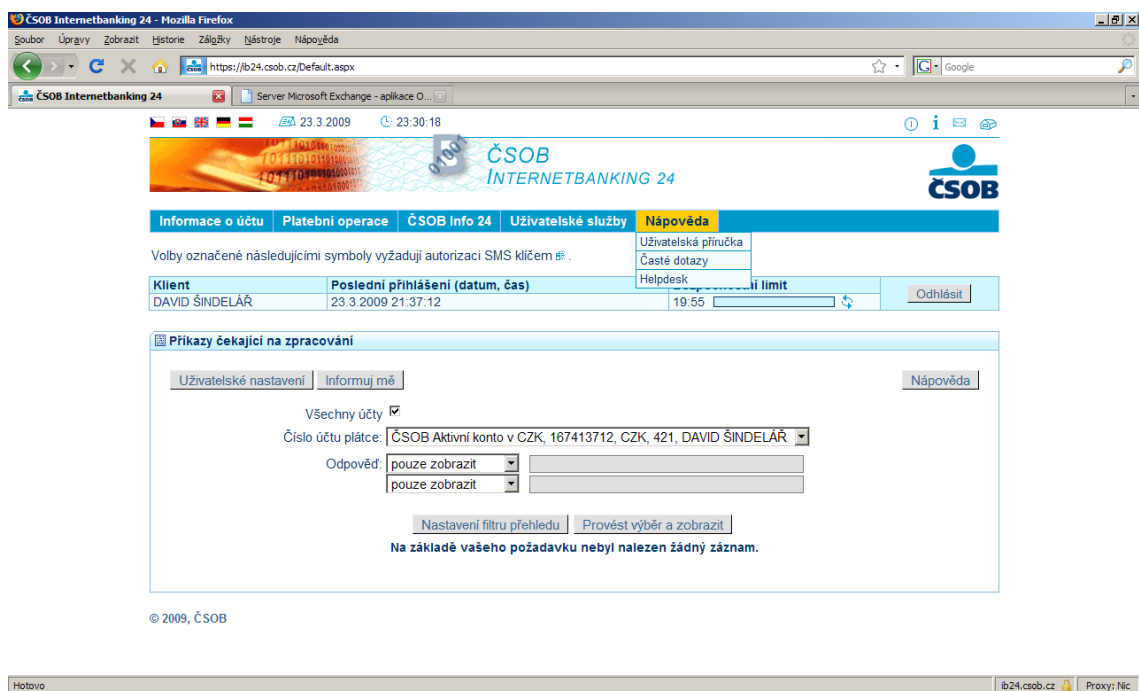 ČSOB Internetbanking 24 - Mozilla Firefox
Soubor Úpravy Zobrazit Historie Záložky Nástroje Nápověda
https://ib24.csob.cz/Default.aspx
Google
ČSOB Internetbanking 24
Server Microsoft Exchange - aplikace O...
23.3.2009 23:30:18
ČSOB
INTERNETBANKING 24
ČSOB
Informace o účtu Platební operace ČSOB Info 24 Uživatelské služby Nápověda
Uživatelská příručka
Časté dotazy
Helpdesk
Volby označené následujícími symboly vyžadují autorizaci SMS klíčem .
Klient Poslední přihlášení (datum, čas) limit
DAVID ŠINDELÁŘ 23.3.2009 21:37:12 19:55
Odhlásit
Příkazy čekající na zpracování
Uživatelské nastavení Informuj mě Nápověda
Všechny účty
Číslo účtu plátce: ČSOB Aktivní konto v CZK, 167413712, CZK, 421, DAVID ŠINDELÁŘ
Odpověď: pouze zobrazit
pouze zobrazit
Nastavení filtru přehledu Provést výběr a zobrazit
Na základě vašeho požadavku nebyl nalezen žádný záznam.
© 2009, ČSOB
Hotovo ib24.csob.cz Proxy: Nic